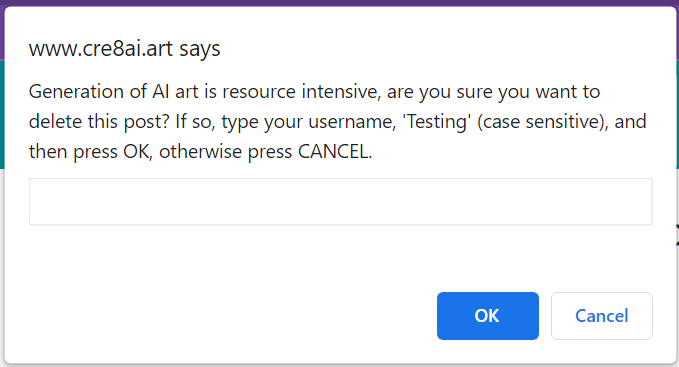 www.cre8ai.art says
Generation of AI art is resource intensive, are you sure you want to
delete this post? If so, type your username, 'Testing' (case sensitive), and
then press OK, otherwise press CANCEL.
OK
Cancel